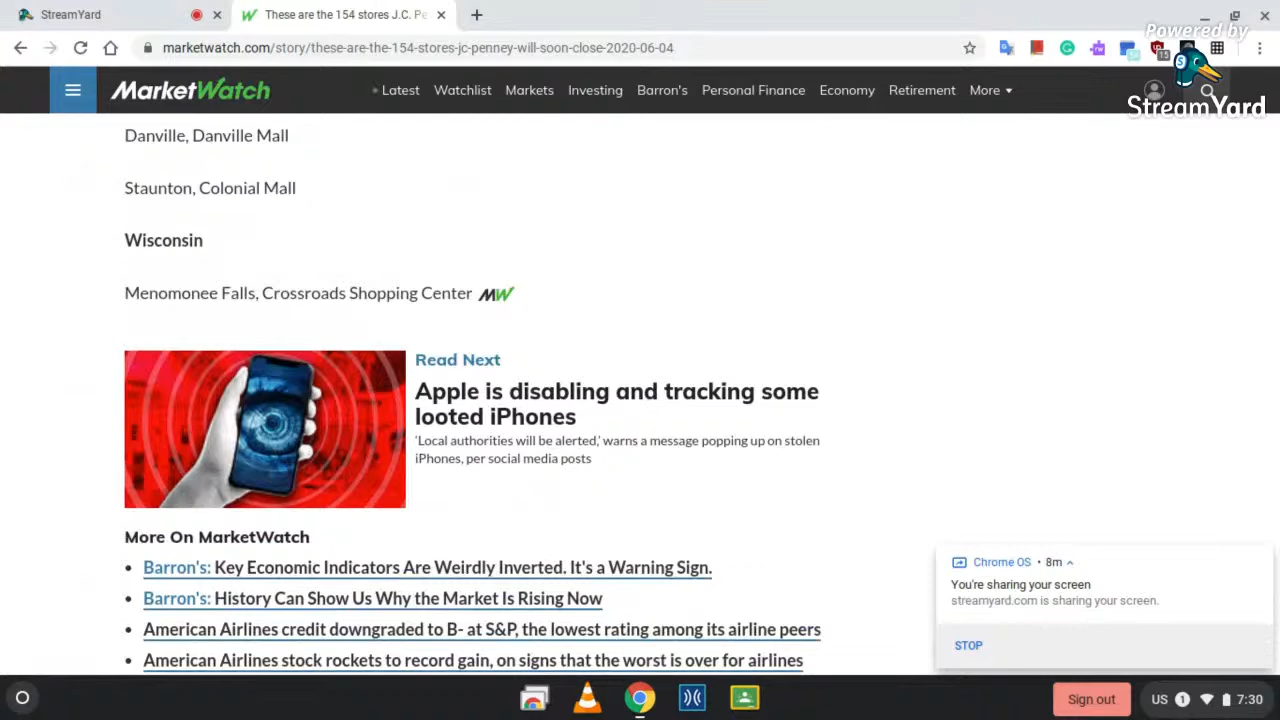 StreamYard
These are the 154 stores J.C. Pe
marketwatch.com/story/these-are-the-154-stores-jc-penney-will-soon-close-2020-06-04
Powered by
StreamYard
15
MarketWatch
Latest Watchlist Markets Investing Barron's Personal Finance Economy Retirement More
Danville, Danville Mall
Staunton, Colonial Mall
Wisconsin
Menomonee Falls, Crossroads Shopping Center MW
Read Next
Apple is disabling and tracking some
looted iPhones
‘Local authorities will be alerted,’ warns a message popping up on stolen
iPhones, per social media posts
More On MarketWatch
• Barron's: Key Economic Indicators Are Weirdly Inverted. It's a Warning Sign.
• Barron's: History Can Show Us Why the Market Is Rising Now
• American Airlines credit downgraded to B- at S&P, the lowest rating among its airline peers
• American Airlines stock rockets to record gain, on signs that the worst is over for airlines
Chrome OS • 8m
You're sharing your screen
streamyard.com is sharing your screen.
STOP
Sign out
US 1 7:30